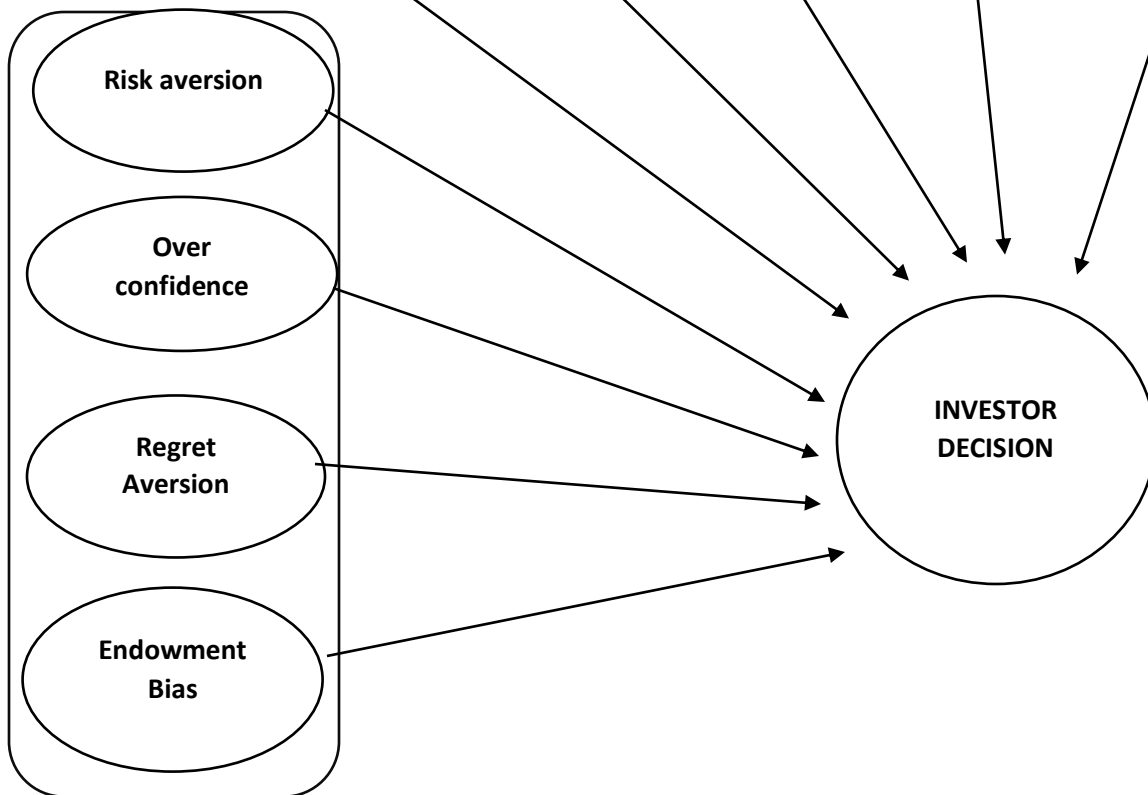 Risk aversion
Over
confidence
Regret
Aversion
Endowment
Bias
INVESTOR
DECISION